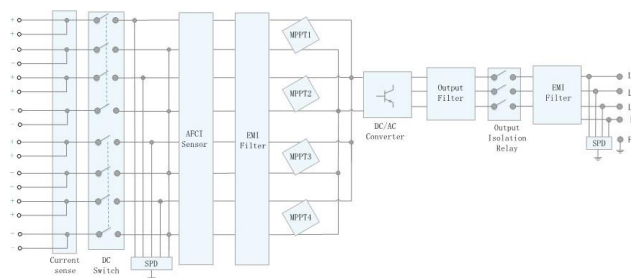 +
+
-
-
+
+
-
-
+
+
-
-
+
+
-
-
Current
sense
DC
Switch
SPD
AFCI
Sensor
EMI
Filter
MPPT1
MPPT2
MPPT3
MPPT4
DC/AC
Converter
Output
Filter
Output
Isolation
Relay
EMI
Filter
SPD